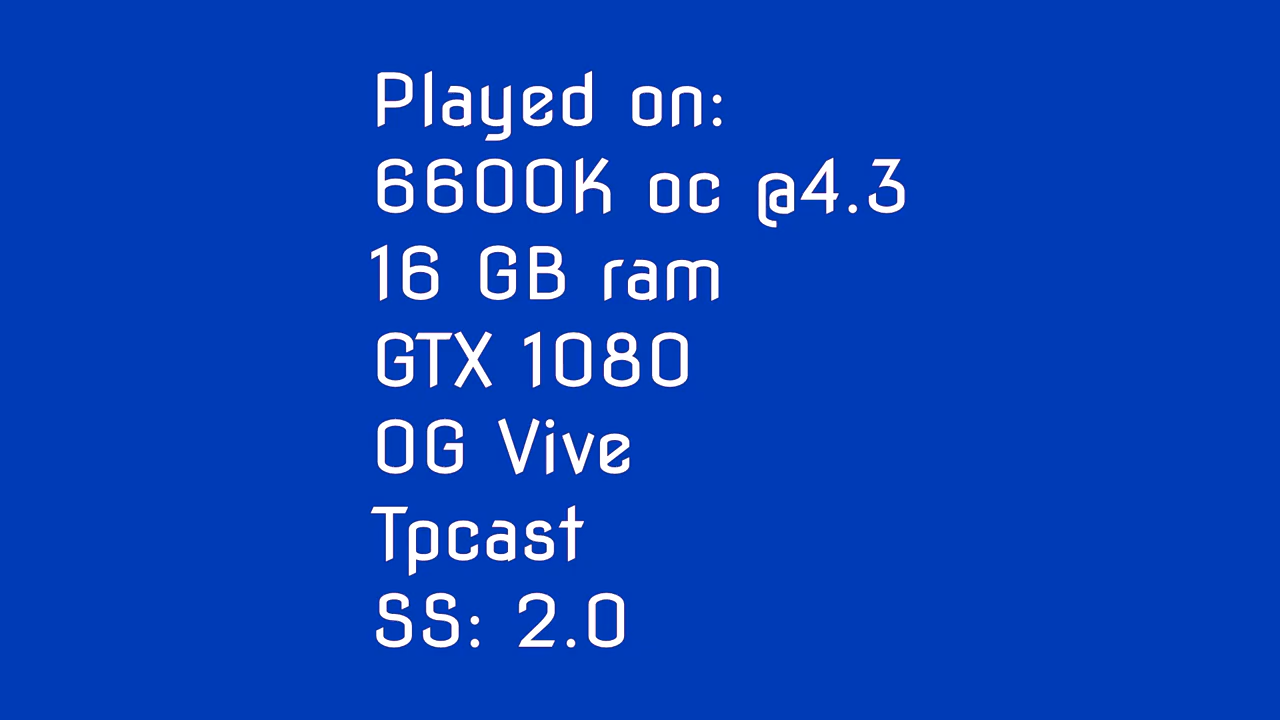 Played on:
6600K oc @4.3
16 GB ram
GTX 1080
OG Vive
Tpcast
SS: 2.0